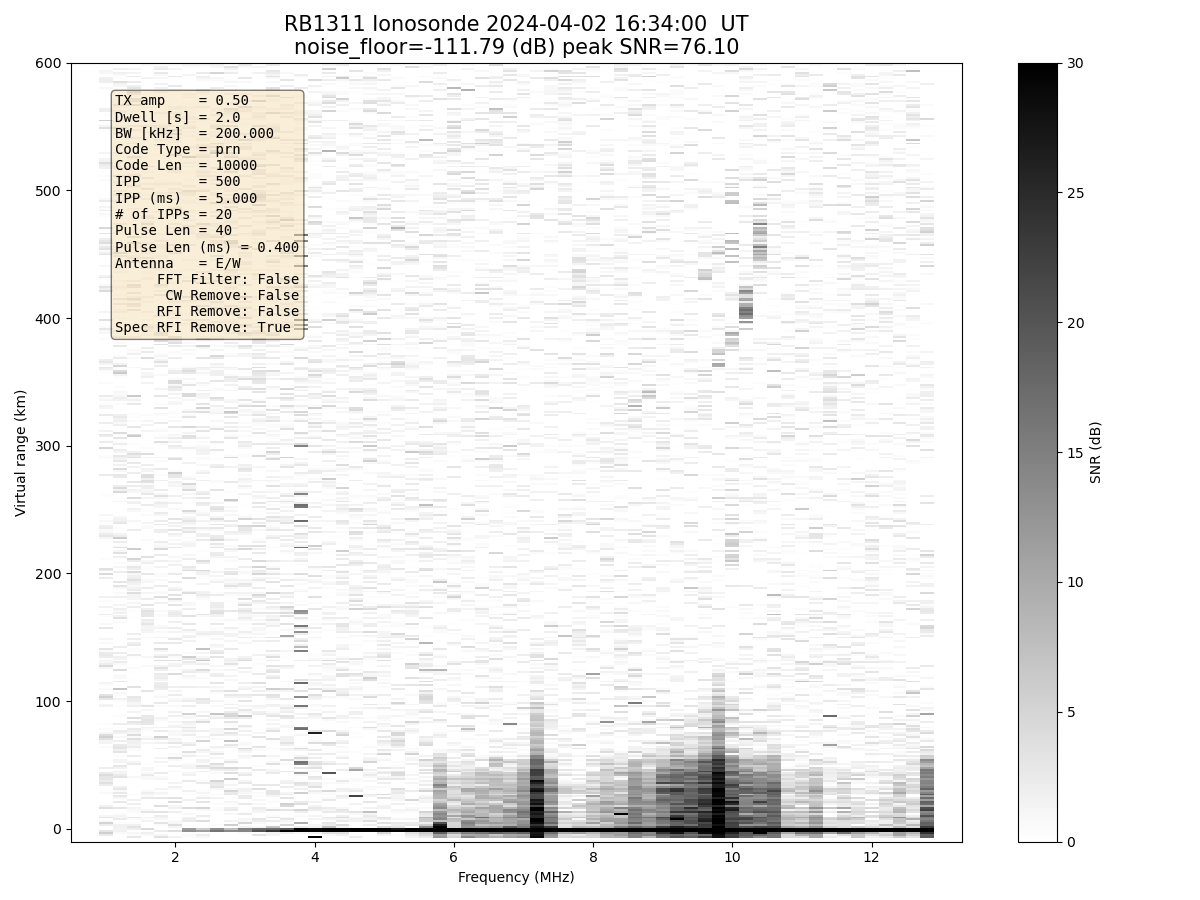 RB1311 Ionosonde 2024-04-02 16:34:00  UT
noise_floor=-111.79 (dB) peak SNR=76.10
TX amp    = 0.50
Dwell [s] = 2.0
BW [kHz]  = 200.000
Code Type = prn
Code Len  = 10000
IPP       = 500
IPP (ms)  = 5.000
# of IPPs = 20
Pulse Len = 40
Pulse Len (ms) = 0.400
Antenna   = E/W
FFT Filter: False
CW Remove: False
RFI Remove: False
Spec RFI Remove: True
600
500
400
300
200
100
0
Virtual range (km)
2 4 6 8 10 12
Frequency (MHz)
30
25
20
15
10
5
0
SNR (dB)